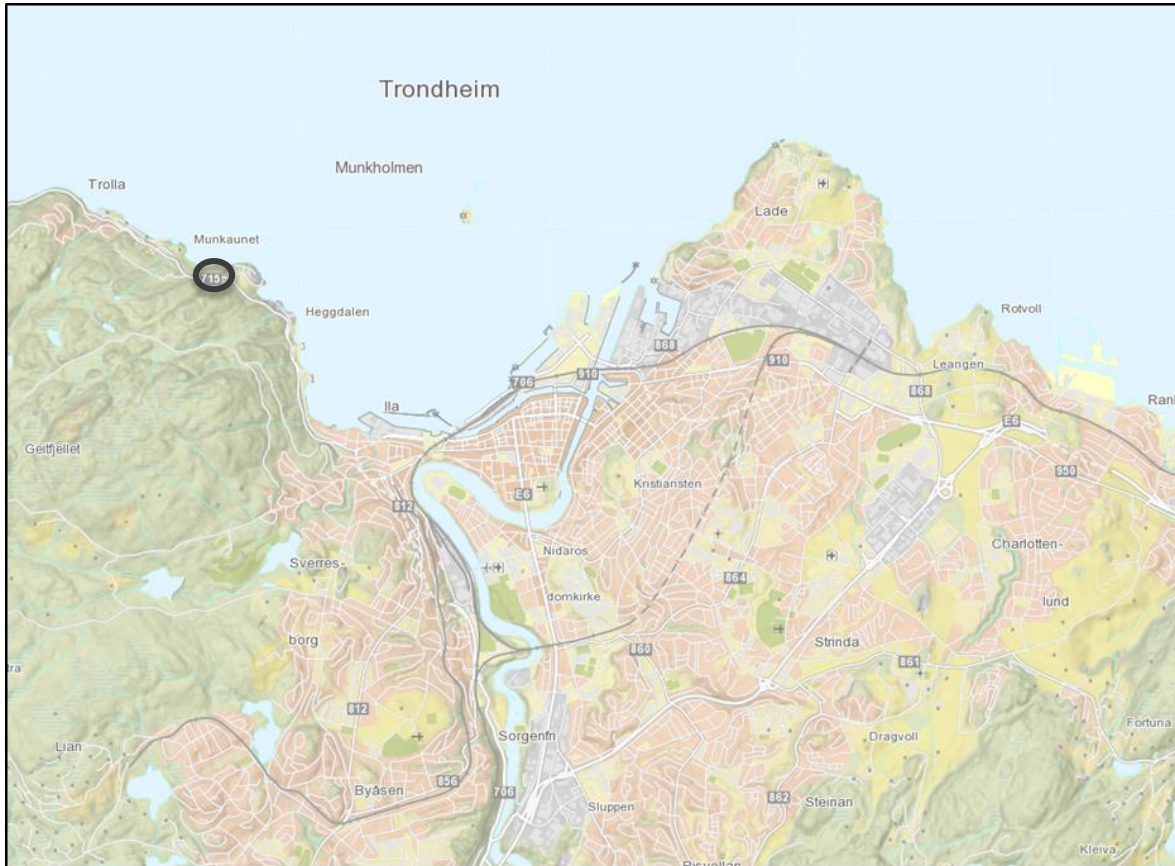 Trondheim
Munkholmen
Trolla
Lade
Munkaunet
715
Heggdalen
Rotvoll
868
910
Leangen
910
706
868
Ila
E6
Geitfjellet
950
Kristiansten
E6
812
Charlotten-
Nidaros
Sverres-
864
domkirke
lund
borg
Strinda
860
861
812
Fortuna
Sorgenfri
Dragvoll
Lian
856
Byåsen
706
862
Steinan
Sluppen
Kleiva